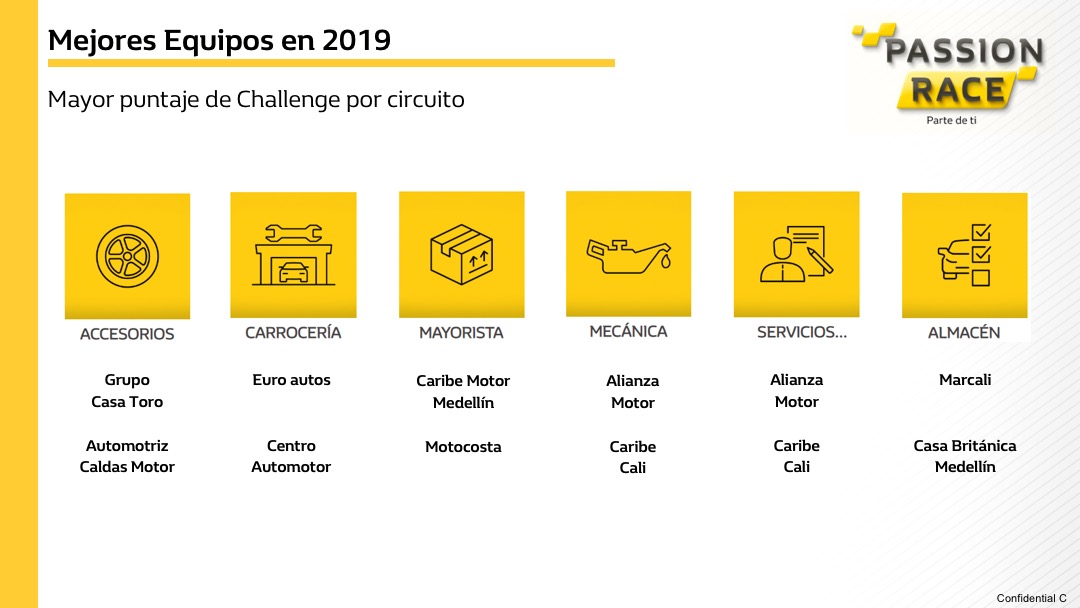 Mejores Equipos en 2019
PASSION
RACE
Parte de ti
Mayor puntaje de Challenge por circuito
ACCESORIOS
CARROCERÍA
MAYORISTA
MECÁNICA
SERVICIOS...
ALMACÉN
Grupo
Casa Toro
Euro autos
Caribe Motor
Medellín
Alianza
Motor
Alianza
Motor
Marcali
Automotriz
Caldas Motor
Centro
Automotor
Motocosta
Caribe
Cali
Caribe
Cali
Casa Británica
Medellín
Confidential C